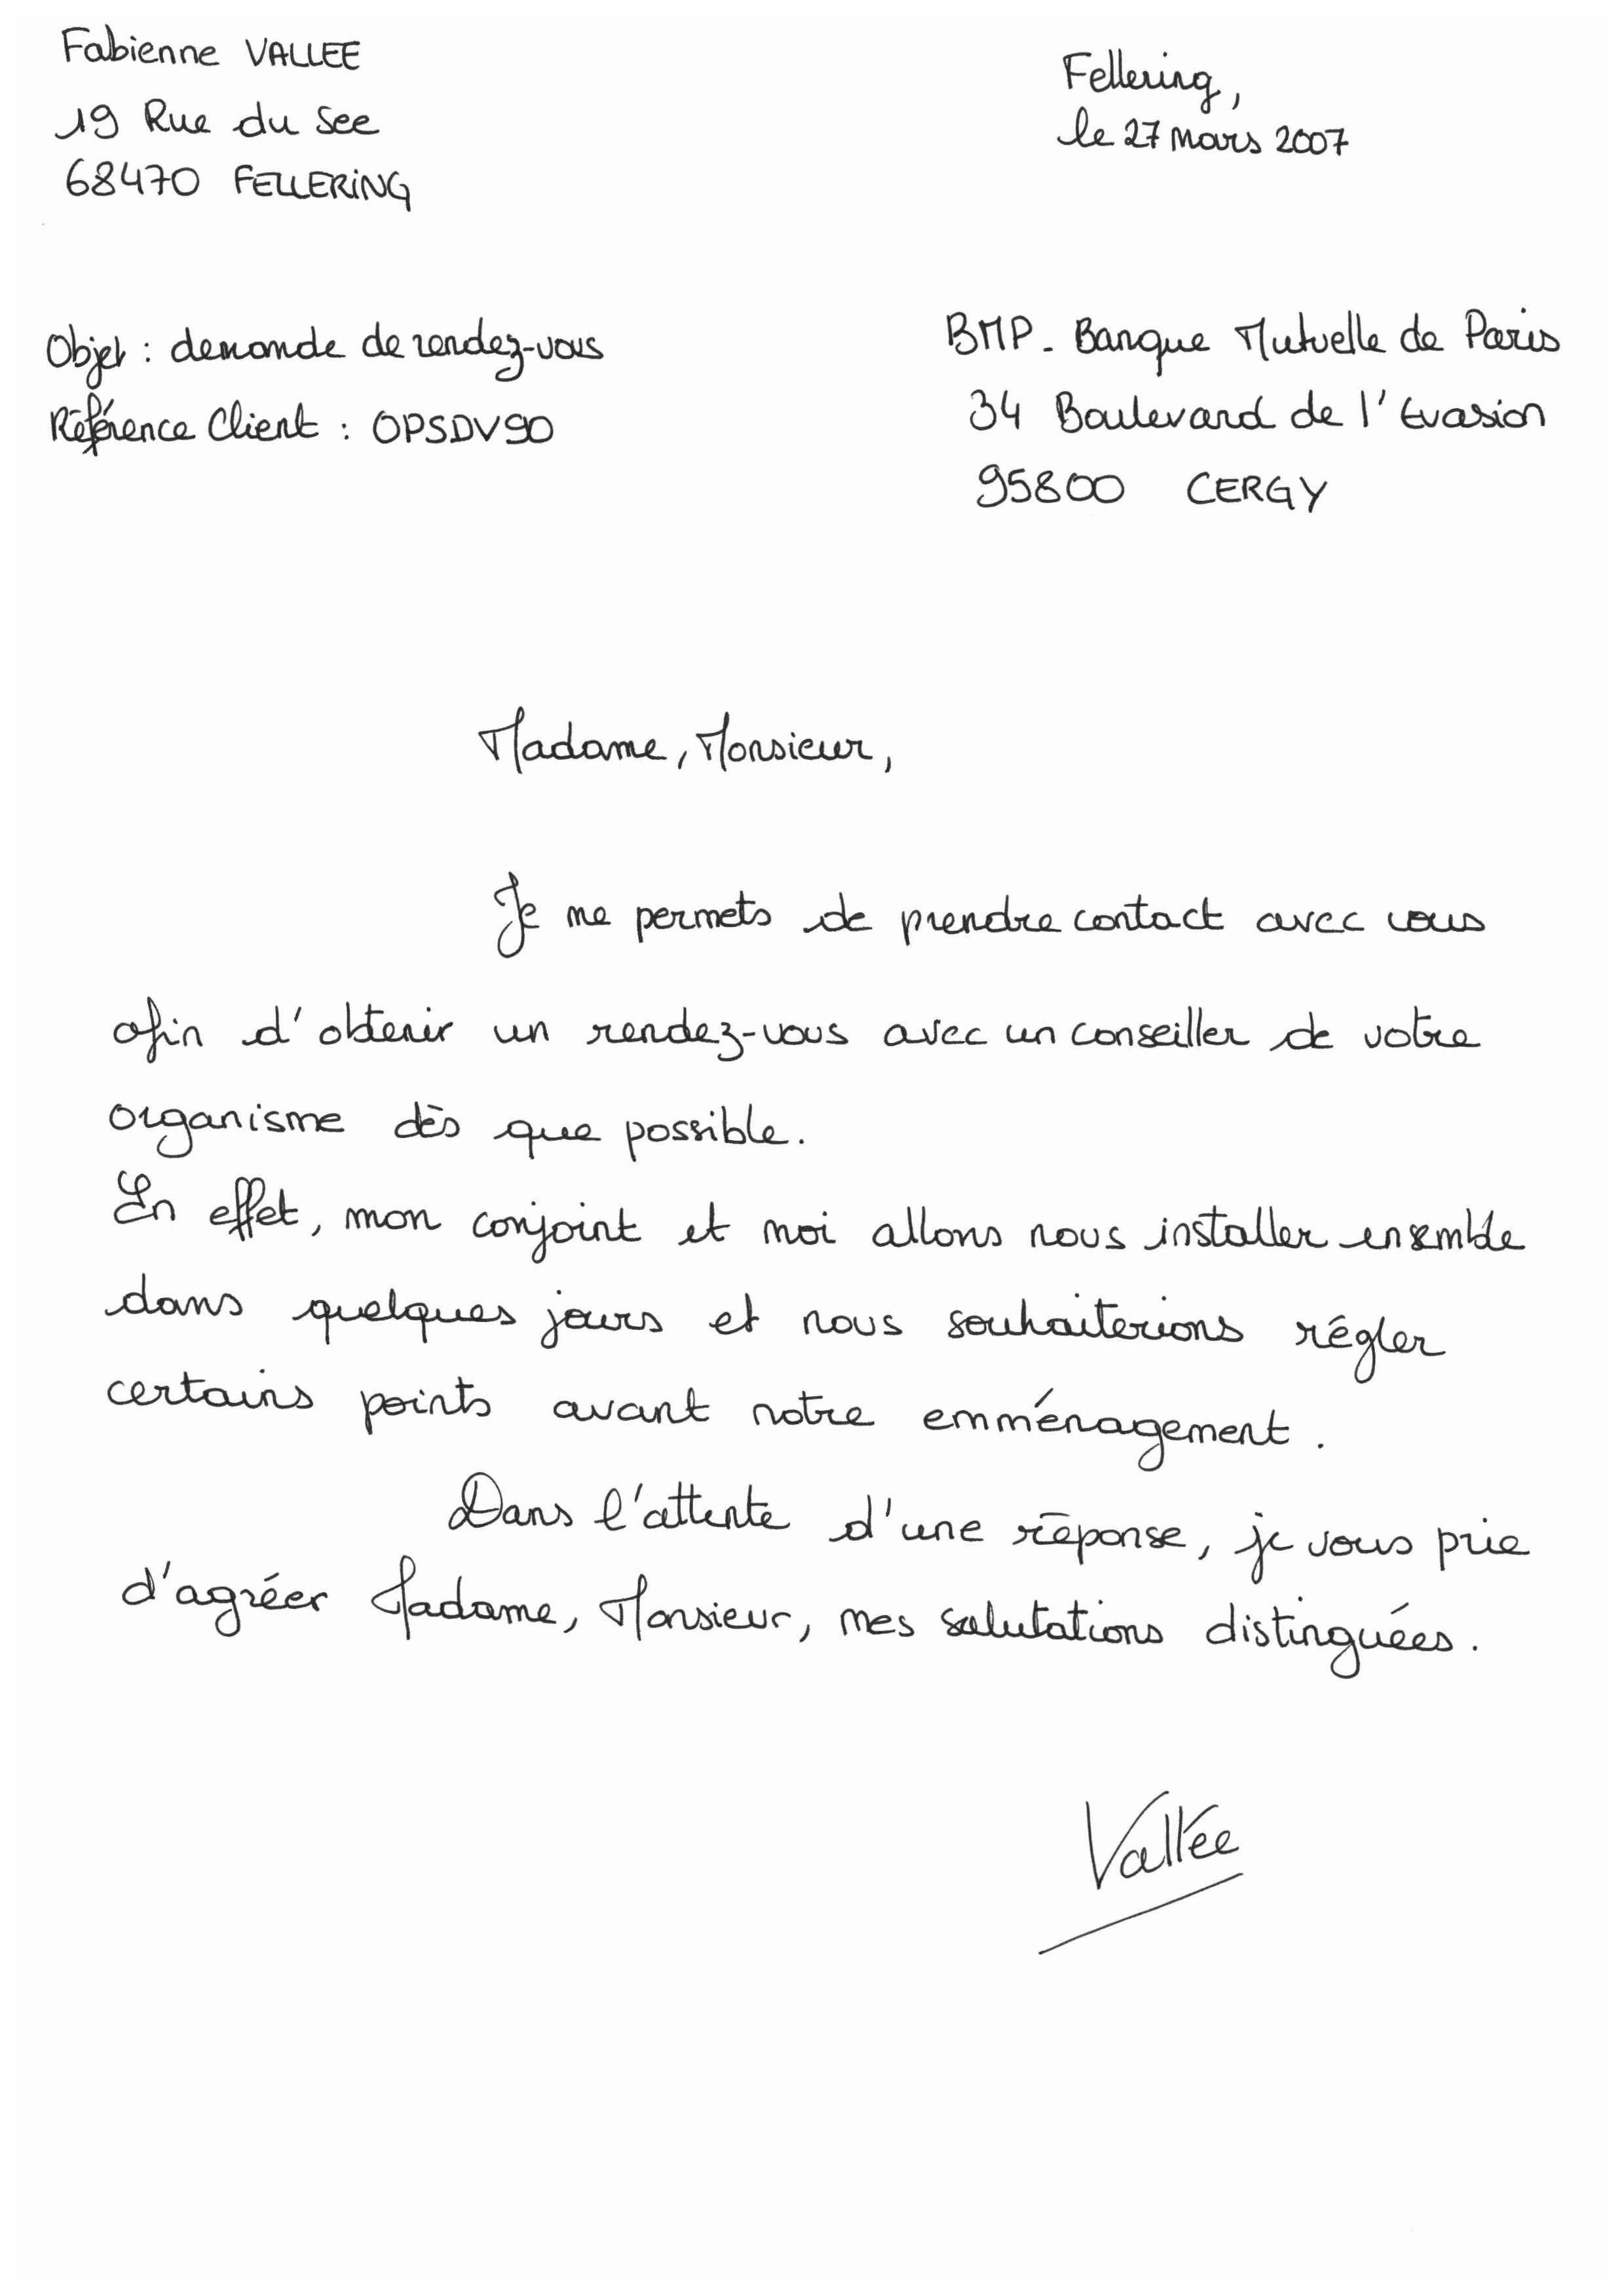 Fabienne VALLEE
19 Rue du See
68470 FELLERING
Fellering,
le 27 mars 2007
Objet : demande de rendez-vous
Référence Client : OPSDV90
BMP - Banque Mutuelle de Paris
34 Boulevard de l'Evasion
95800 CERGY
Madame, Monsieur,
Je me permets de prendre contact avec vous
afin d'obtenir un rendez-vous avec un conseiller de votre
organisme dès que possible.
En effet, mon conjoint et moi allons nous installer ensemble
dans quelques jours et nous souhaiterions régler
certains points avant notre emménagement.
Dans l'attente d'une réponse, je vous prie
d'agréer Madame, Monsieur, mes salutations distinguées.
Vallée